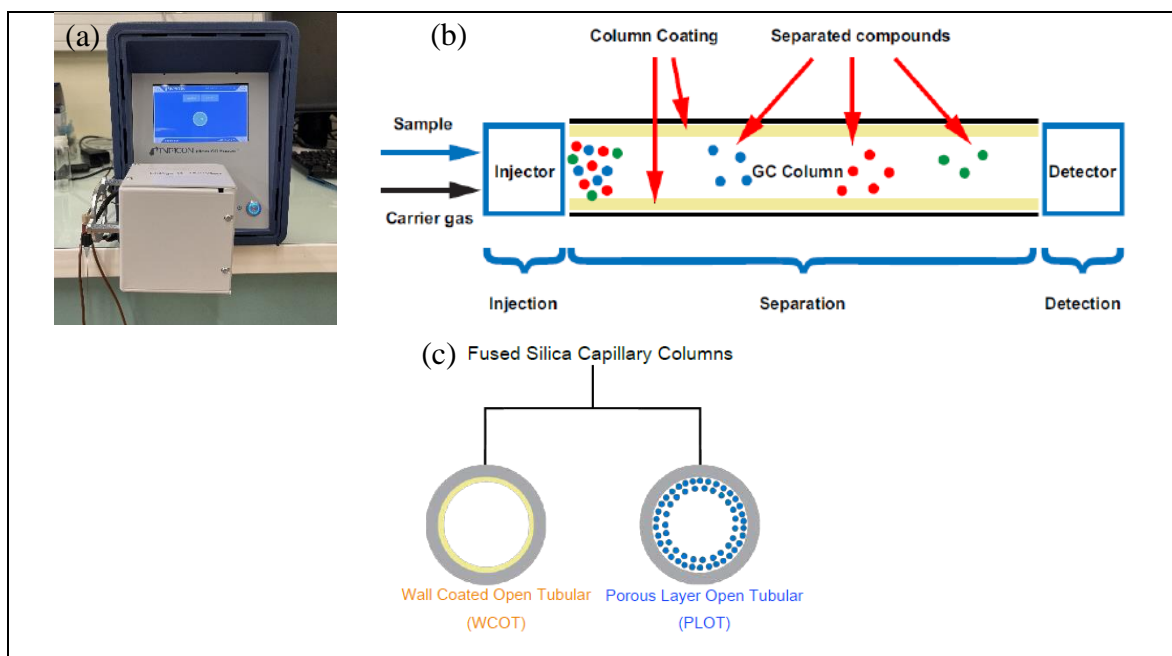 (a)
INFICON
(b)
Column Coating
Separated compounds
Sample
Injector
GC Column
Detector
Carrier gas
Injection
Separation
Detection
(c)
Fused Silica Capillary Columns
Wall Coated Open Tubular
(WCOT)
Porous Layer Open Tubular
(PLOT)